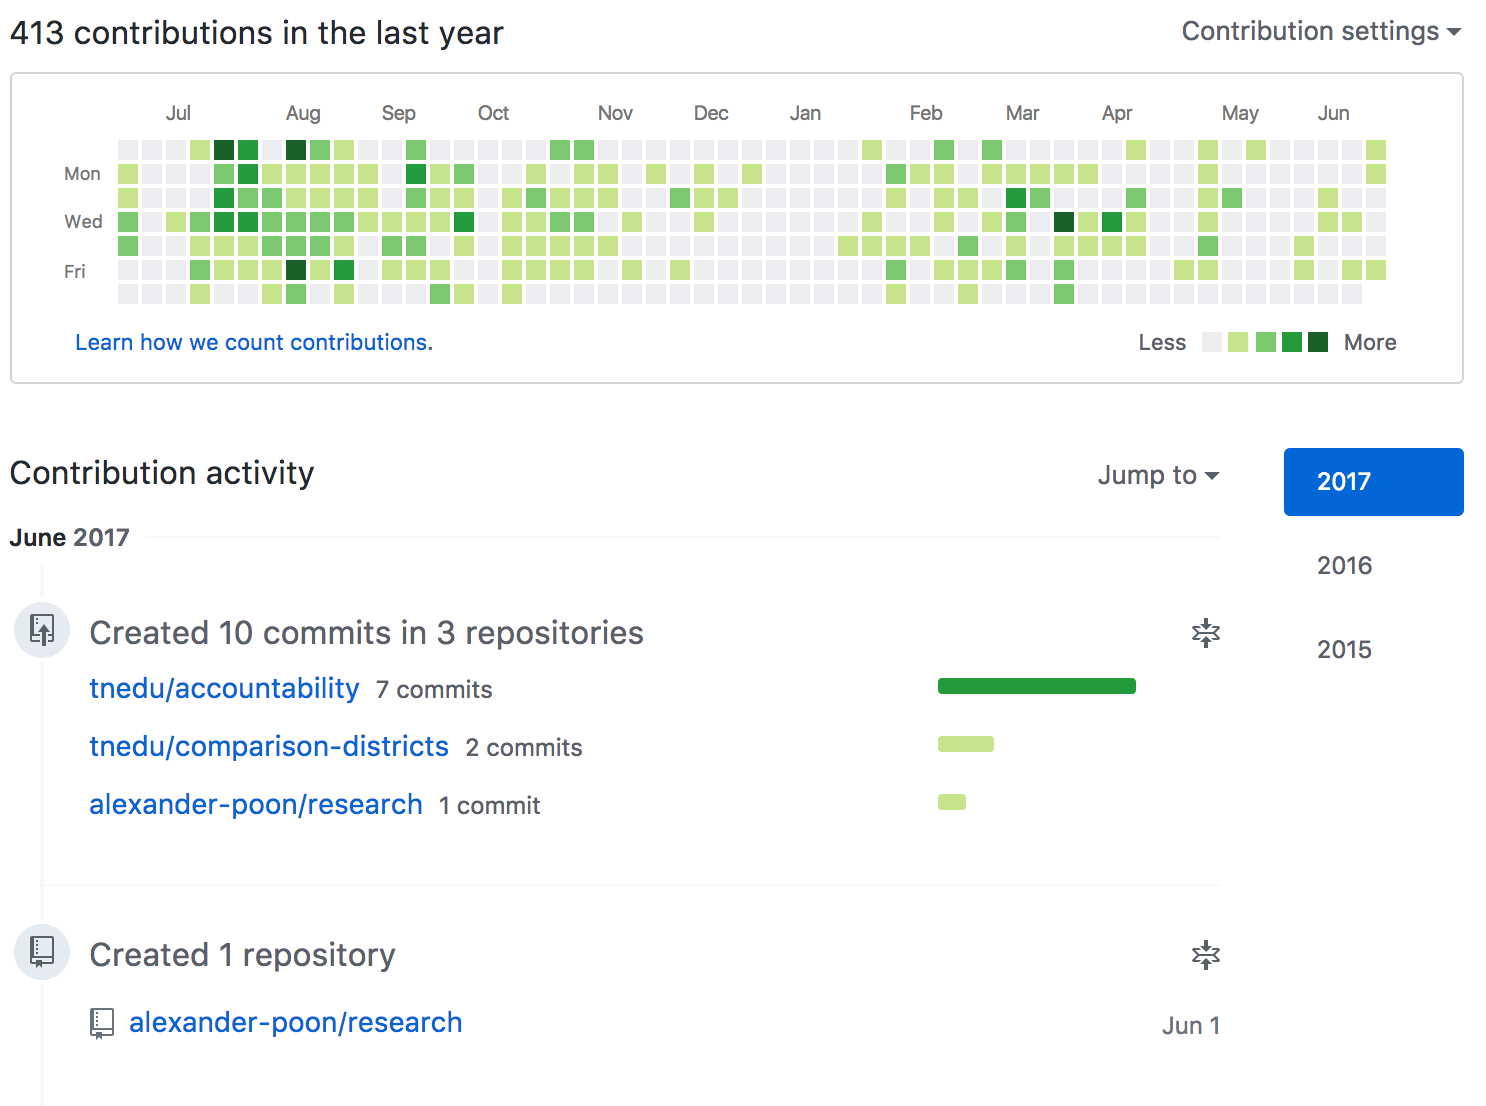 413 contributions in the last year
Contribution settings
Jul Aug Sep Oct Nov Dec Jan Feb Mar Apr May Jun
Mon
Wed
Fri
Learn how we count contributions.
Less More
Contribution activity
Jump to
2017
2016
2015
June 2017
Created 10 commits in 3 repositories
tnedu/accountability 7 commits
tnedu/comparison-districts 2 commits
alexander-poon/research 1 commit
Created 1 repository
alexander-poon/research Jun 1